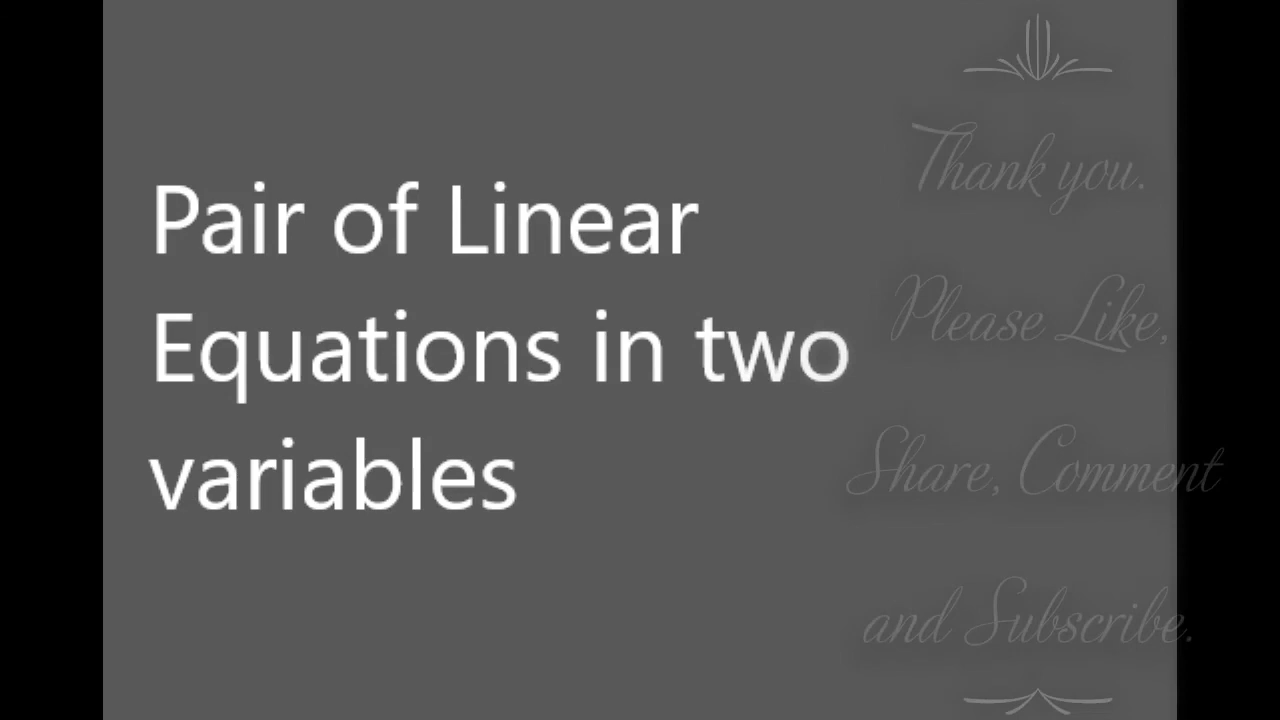 Pair of Linear
Equations in two
variables
Thank you.
Please Like,
Share, Comment
and Subscribe.